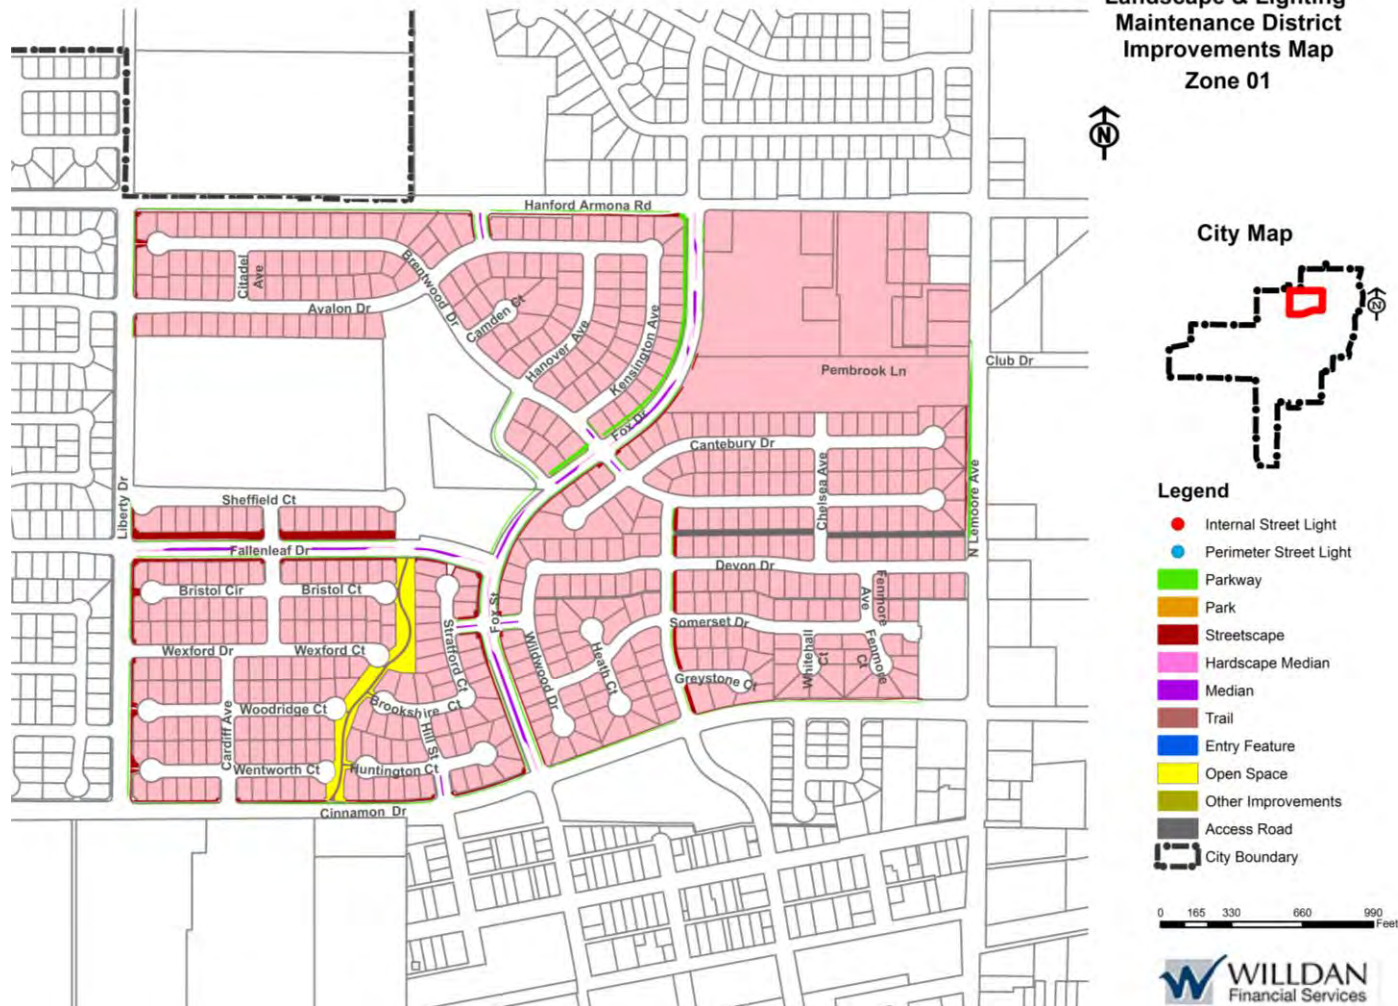 Landscape & Lighting
Maintenance District
Improvements Map
Zone 01
N
Hanford Armona Rd
City Map
N
Citadel
Ave
Brentwood Dr
Avalon Dr
Camden Ct
Hanover Ave
Kensington Ave
Pembrook Ln
Club Dr
Fox Dr
Cantebury Dr
Chelsea Ave
N Lemoore Ave
Liberty Dr
Sheffield Ct
Fallenleaf Dr
Devon Dr
Bristol Cir
Bristol Ct
Fox St
Fenmore
Ave
Stratford Ct
Somerset Dr
Wexford Dr
Wexford Ct
Wildwood Dr
Heath Ct
Whitehall
Ct
Fenmore
Ct
Greystone Ct
Woodridge Ct
Brookshire Ct
Cardiff Ave
Hill St
Wentworth Ct
Huntington Ct
Cinnamon Dr
Legend
Internal Street Light
Perimeter Street Light
Parkway
Park
Streetscape
Hardscape Median
Median
Trail
Entry Feature
Open Space
Other Improvements
Access Road
City Boundary
0 165 330 660 990
Feet
WILLDAN
Financial Services